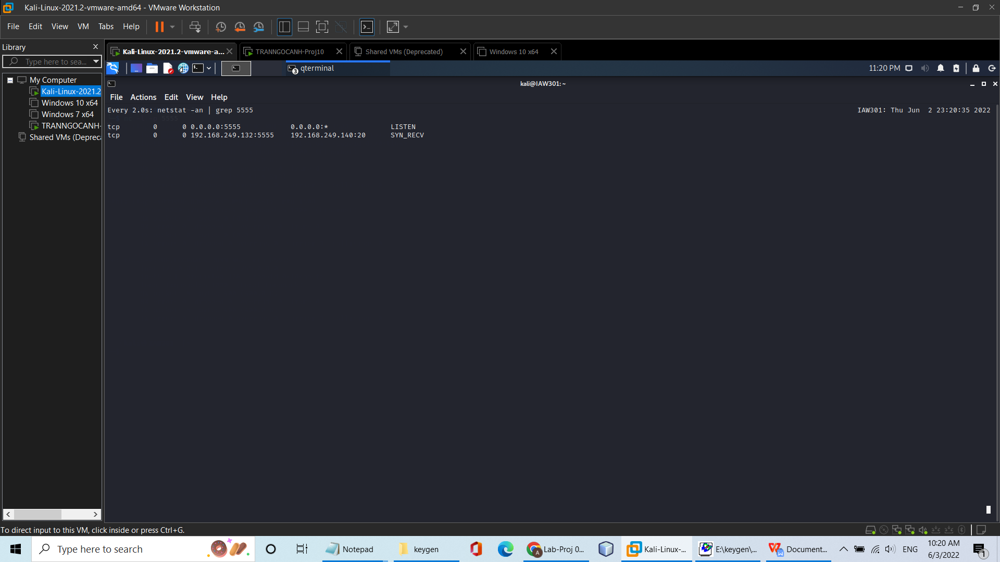 Kali-Linux-2021.2-vmware-amd64 - VMware Workstation
File Edit View VM Tabs Help
Library
Type here to sea...
My Computer
Kali-Linux-2021.2
Windows 10 x64
Windows 7 x64
TRANNGOCANH-
Shared VMs (Depreca
Kali-Linux-2021.2-vmware-a... TRANNGOCANH-Proj10 Shared VMs (Deprecated) Windows 10 x64
3 qterminal 11:20 PM
kali@IAW301: ~
File Actions Edit View Help
Every 2.0s: netstat -an | grep 5555 IAW301: Thu Jun 2 23:20:35 2022
tcp 0 0 0.0.0.0:5555 0.0.0.0:* LISTEN
tcp 0 0 192.168.249.132:5555 192.168.249.140:20 SYN_RECV
To direct input to this VM, click inside or press Ctrl+G.
Type here to search Notepad keygen Lab-Proj 0... Kali-Linux-... E:\keygen\... Document... ENG 10:20 AM
6/3/2022
1